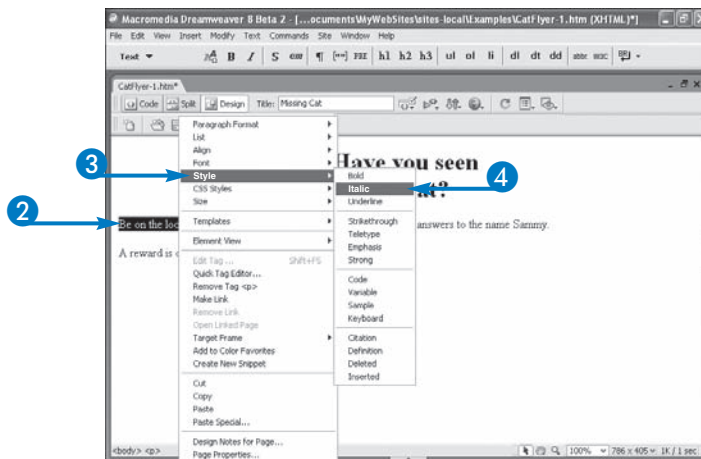 Macromedia Dreamweaver 8 Beta 2 - [...ocuments\MyWebSites\sites-local\Examples\CatFlyer-1.htm (XHTML)*]
File Edit View Insert Modify Text Commands Site Window Help
Text B I S em ¶ [""] PRE h1 h2 h3 ul ol li dl dt dd abbr. W3C
CatFlyer-1.htm*
Code Split Design Title: Missing Cat
Have you seen
at?
Be on the loo answers to the name Sammy.
A reward is o
Paragraph Format
List
Align
Font
3 Style
CSS Styles
Size
Templates
Element View
Edit Tag ... Shift+F5
Quick Tag Editor...
Remove Tag <p>
Make Link
Remove Link
Open Linked Page
Target Frame
Add to Color Favorites
Create New Snippet
Cut
Copy
Paste
Paste Special...
Design Notes for Page...
Page Properties...
Bold
Italic 4
Underline
Strikethrough
Teletype
Emphasis
Strong
Code
Variable
Sample
Keyboard
Citation
Definition
Deleted
Inserted
2
<body> <p> 100% 786 x 405 1K / 1 sec